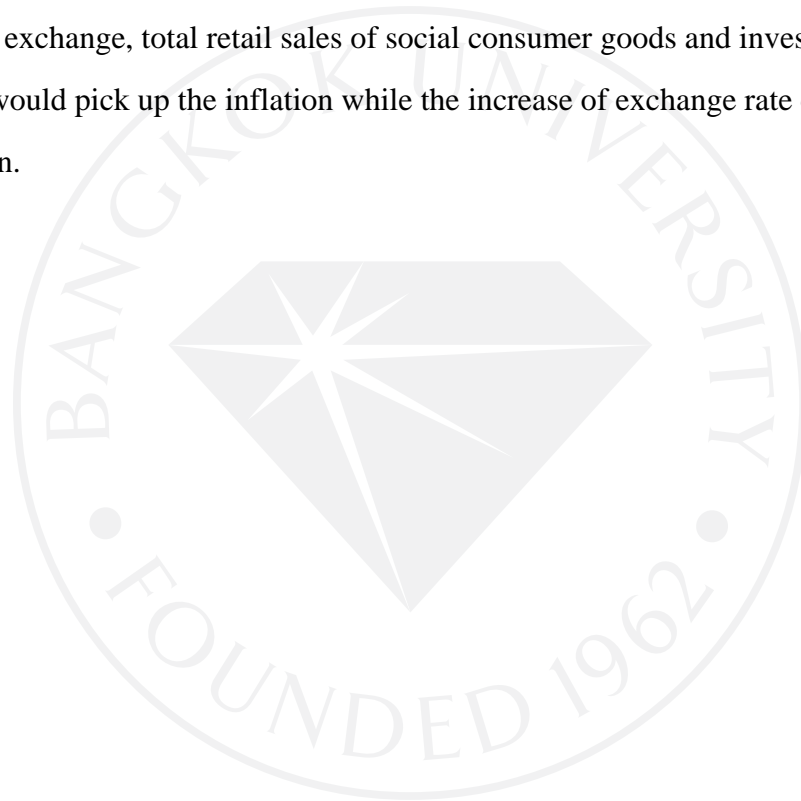 exchange, total retail sales of social consumer goods and inves
would pick up the inflation while the increase of exchange rate
n.
BANGKOK UNIVERSITY
FOUNDED 1962